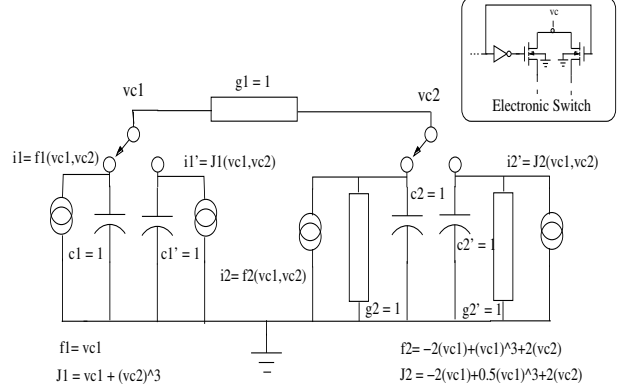 vc
Electronic Switch
g1 = 1
vc1
vc2
i1= f1(vc1,vc2)
i1'= J1(vc1,vc2)
i2'= J2(vc1,vc2)
c2 = 1
c1 = 1
c1' = 1
c2' = 1
i2= f2(vc1,vc2)
g2 = 1
g2' = 1
f1= vc1
J1 = vc1 + (vc2)^3
f2= −2(vc1)+(vc1)^3+2(vc2)
J2 = −2(vc1)+0.5(vc1)^3+2(vc2)